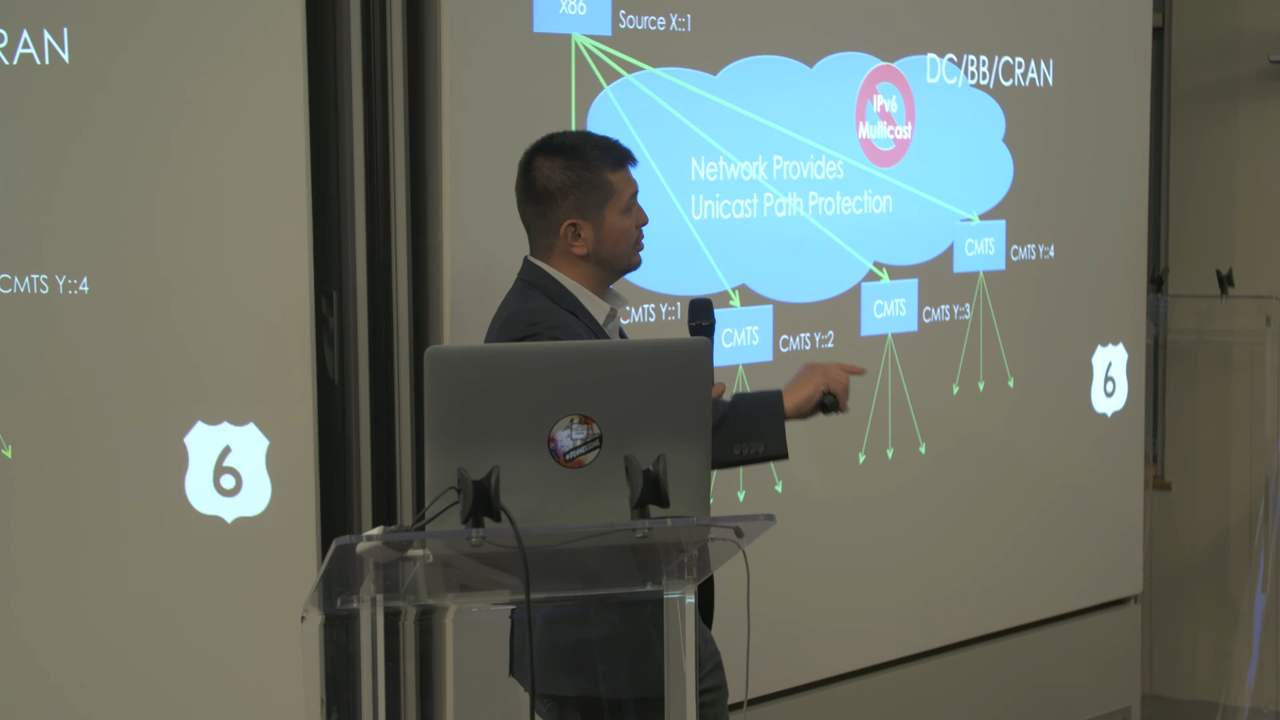 RAN
CMTS Y::4
6
x86
Source X::1
DC/BB/CRAN
IPv6
Multicast
Network Provides
Unicast Path Protection
CMTS
CMTS Y::4
CMTS Y::1
CMTS
CMTS Y::3
CMTS
CMTS Y::2
6